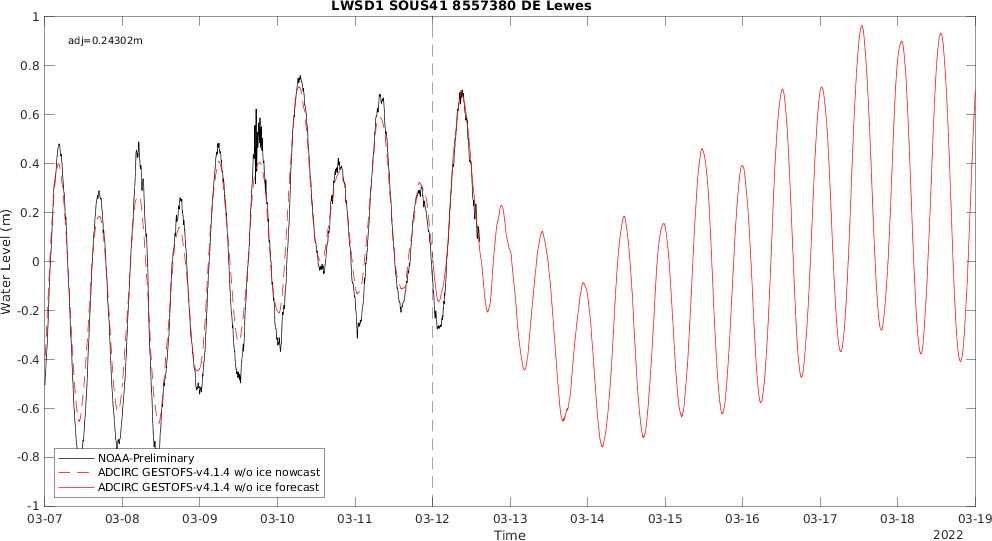 LWSD1 SOUS41 8557380 DE Lewes
adj=0.24302m
1
0.8
0.6
0.4
0.2
0
-0.2
-0.4
-0.6
-0.8
-1
Water Level (m)
NOAA-Preliminary
ADCIRC GESTOFS-v4.1.4 w/o ice nowcast
ADCIRC GESTOFS-v4.1.4 w/o ice forecast
03-07 03-08 03-09 03-10 03-11 03-12 03-13 03-14 03-15 03-16 03-17 03-18 03-19
Time
2022